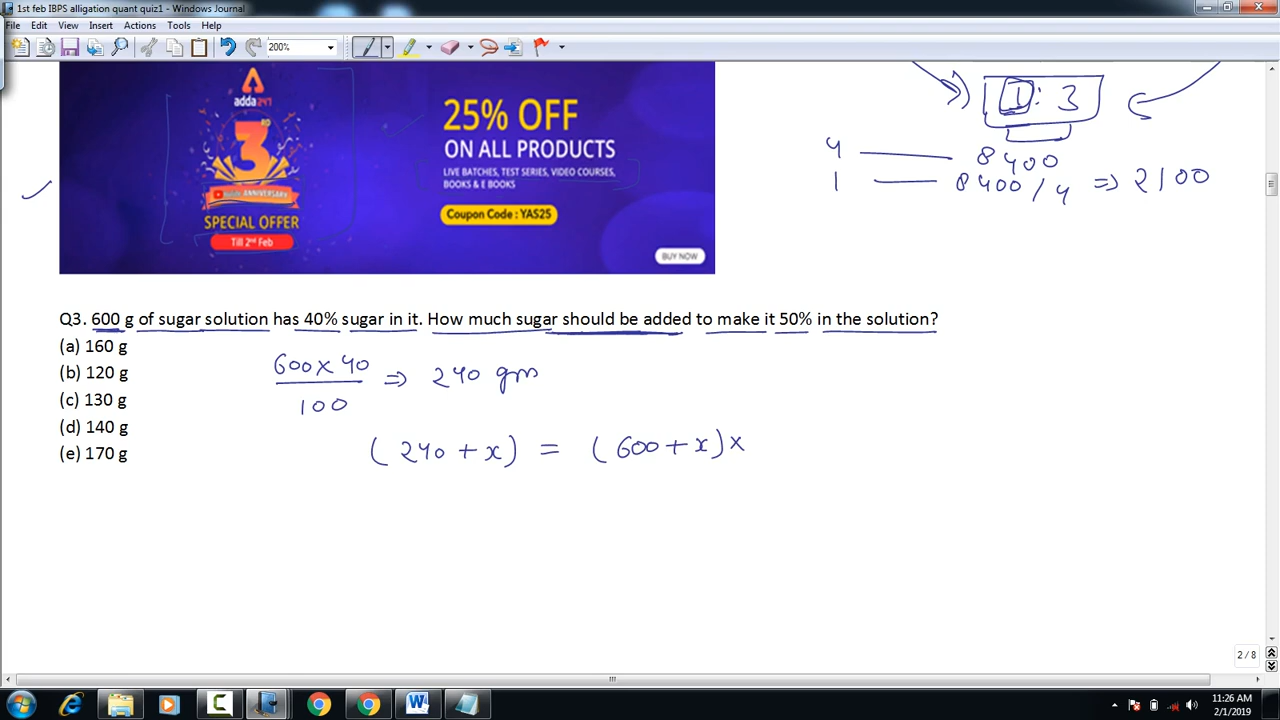 1st feb IBPS alligation quant quiz1 - Windows Journal
File Edit View Insert Actions Tools Help
200%
adda247
3RD
ANNIVERSARY
SPECIAL OFFER
Till 2nd Feb
25% OFF
ON ALL PRODUCTS
LIVE BATCHES, TEST SERIES, VIDEO COURSES,
BOOKS & E BOOKS
Coupon Code : YAS25
BUY NOW
1 : 3
4 — 8400
1 — 8400/4 ⇒ 2100
Q3. 600 g of sugar solution has 40% sugar in it. How much sugar should be added to make it 50% in the solution?
(a) 160 g
(b) 120 g
(c) 130 g
(d) 140 g
(e) 170 g
600 x 40
100
⇒ 240 gm
(240 + x) = (600 + x) x
2 / 8
11:26 AM
2/1/2019